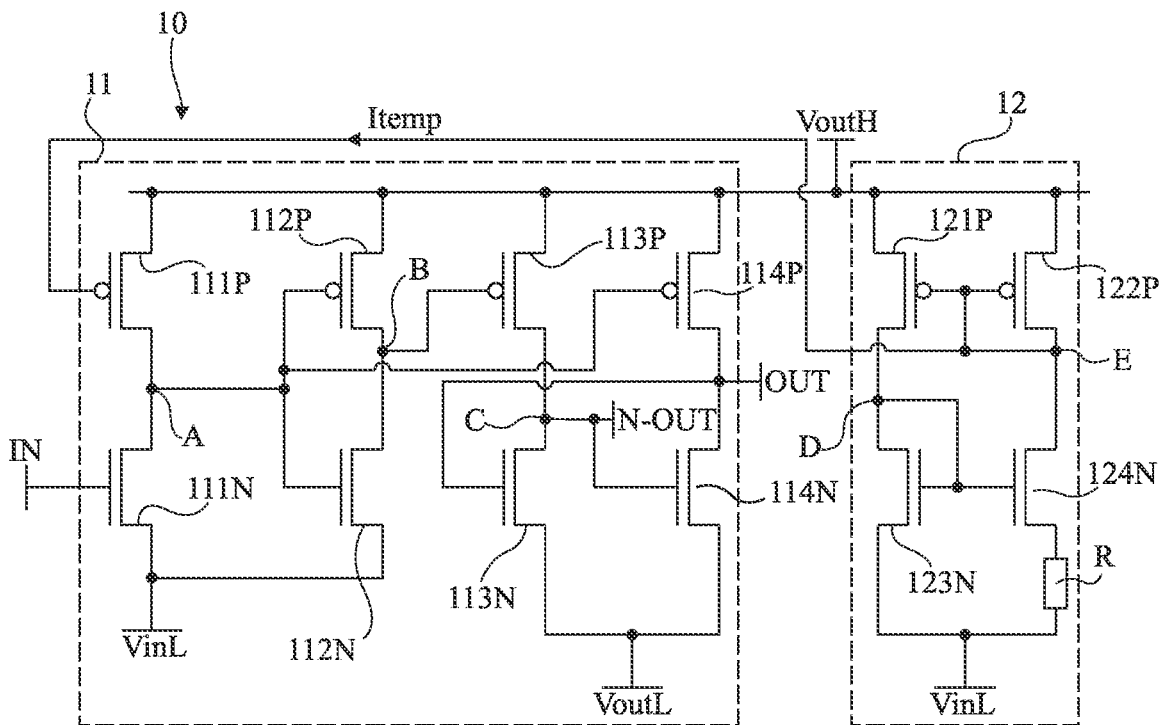 10
11
Itemp
VoutH
12
112P
113P
121P
111P
B
114P
122P
E
OUT
A
C
N-OUT
D
IN
111N
114N
124N
113N
123N
R
VinL
112N
VoutL
VinL